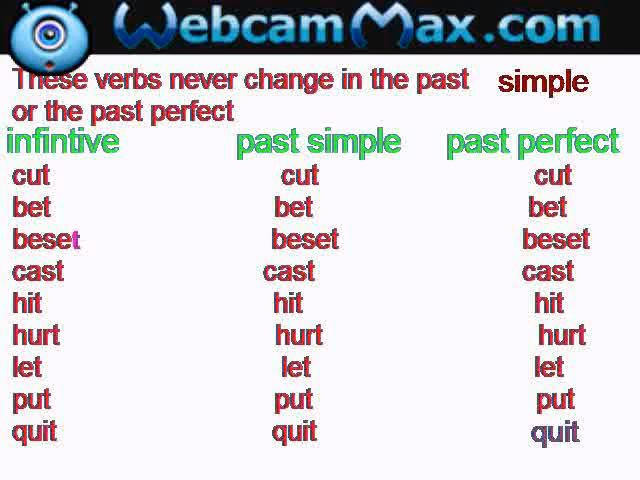 WebcamMax.com
These verbs never change in the past simple
or the past perfect
infintive past simple past perfect
cut cut cut
bet bet bet
beset beset beset
cast cast cast
hit hit hit
hurt hurt hurt
let let let
put put put
quit quit quit